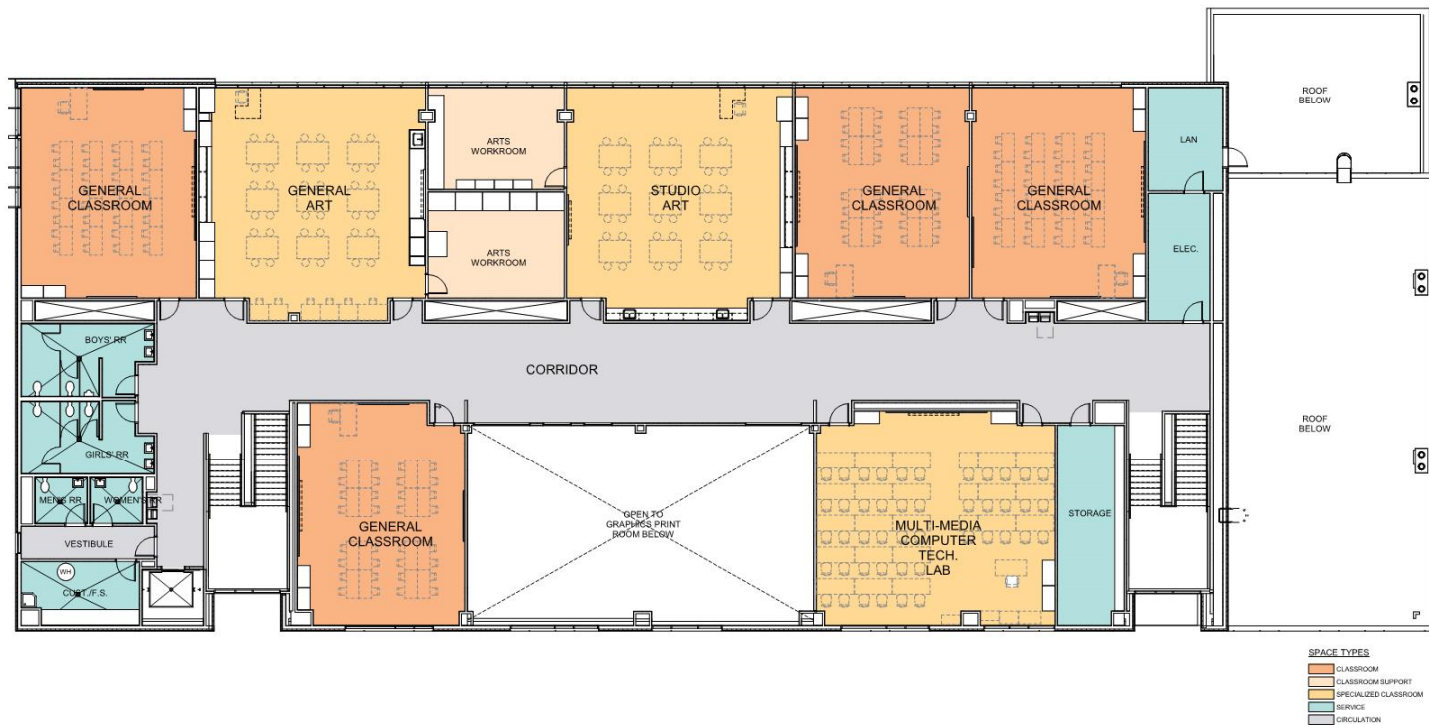 ROOF
BELOW
GENERAL
CLASSROOM
GENERAL
ART
ARTS
WORKROOM
ARTS
WORKROOM
STUDIO
ART
GENERAL
CLASSROOM
GENERAL
CLASSROOM
LAN
ELEC.
BOYS' RR
CORRIDOR
GIRLS' RR
MEN'S RR
WOMEN'S RR
VESTIBULE
WH
CUST./F.S.
GENERAL
CLASSROOM
OPEN TO
GRAPHICS PRINT
ROOM BELOW
MULTI-MEDIA
COMPUTER
TECH.
LAB
STORAGE
ROOF
BELOW
SPACE TYPES
CLASSROOM
CLASSROOM SUPPORT
SPECIALIZED CLASSROOM
SERVICE
CIRCULATION